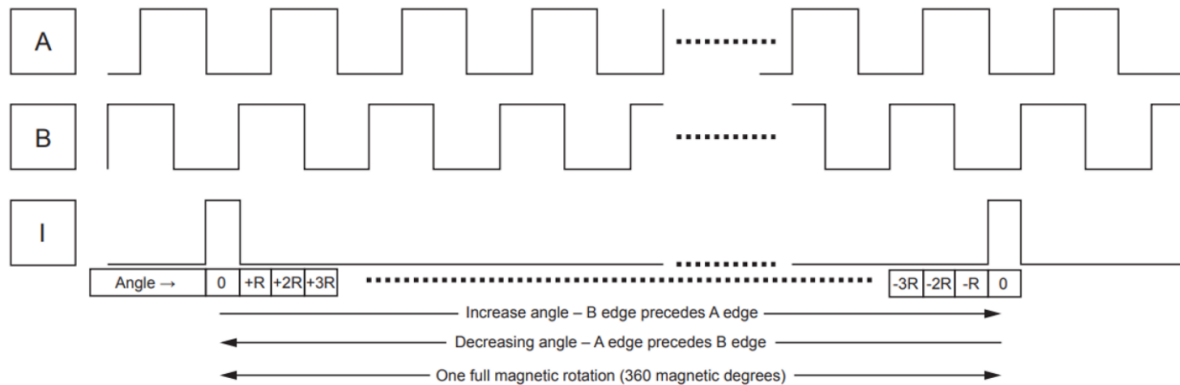 A
B
I
Angle → 0 +R +2R +3R -3R -2R -R 0
Increase angle – B edge precedes A edge
Decreasing angle – A edge precedes B edge
One full magnetic rotation (360 magnetic degrees)